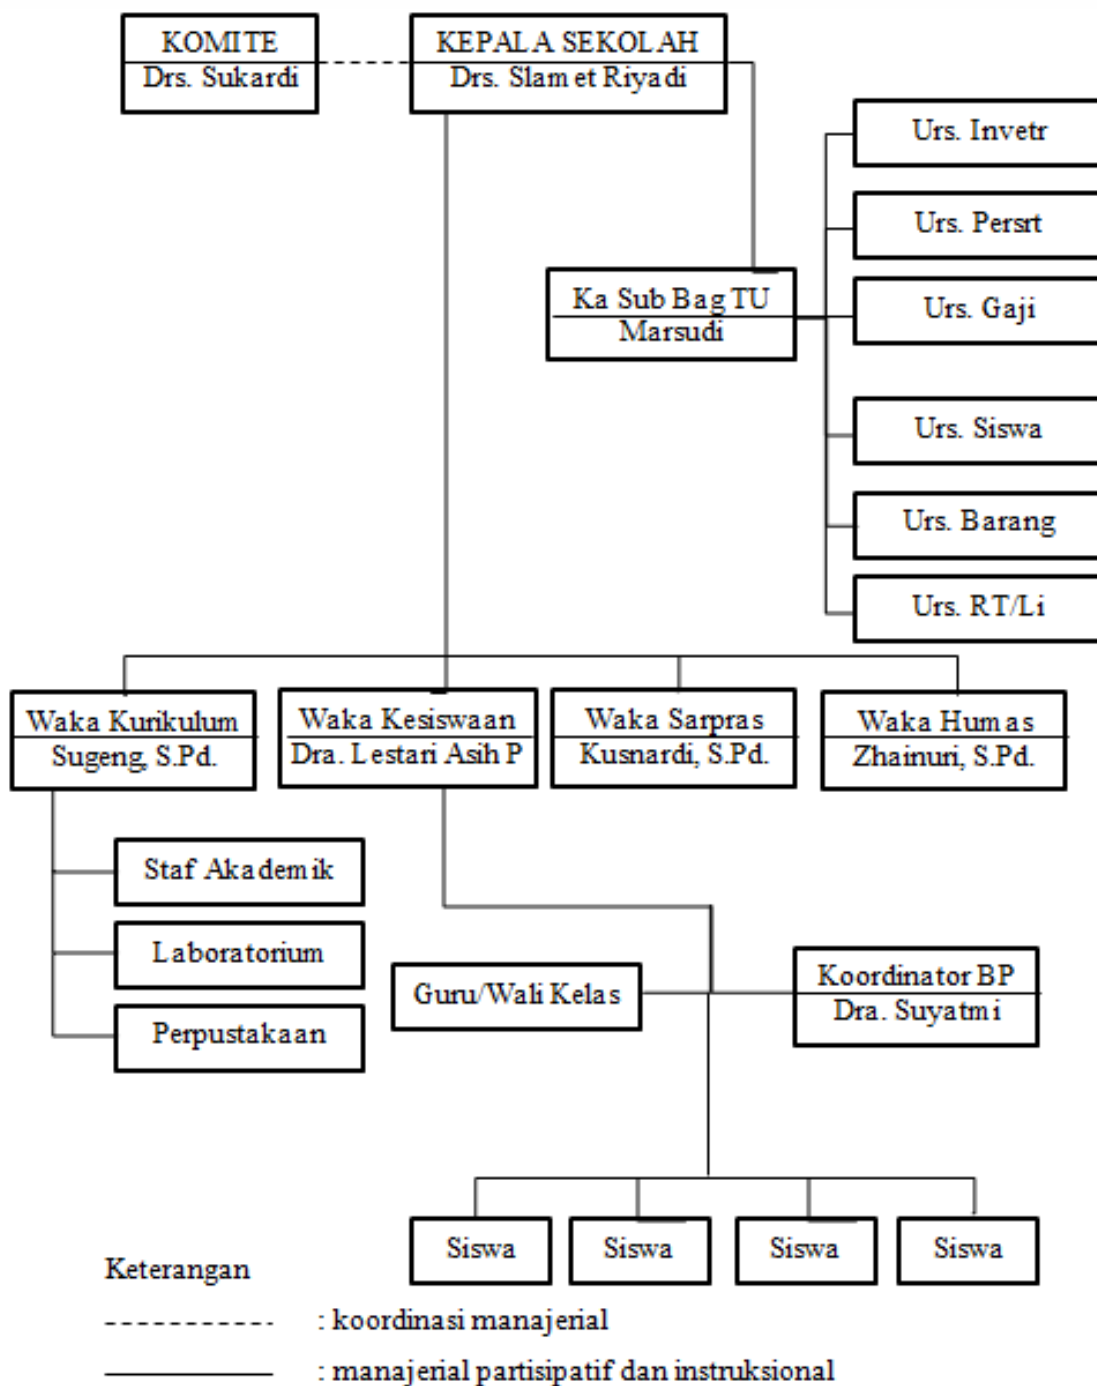 KOMITE
Drs. Sukardi
KEPALA SEKOLAH
Drs. Slamet Riyadi
Urs. Invetr
Urs. Persrt
Ka Sub Bag TU
Marsudi
Urs. Gaji
Urs. Siswa
Urs. Barang
Urs. RT/Li
Waka Kurikulum
Sugeng, S.Pd.
Waka Kesiswaan
Dra. Lestari Asih P
Waka Sarpras
Kusnardi, S.Pd.
Waka Humas
Zhainuri, S.Pd.
Staf Akademik
Laboratorium
Perpustakaan
Guru/Wali Kelas
Koordinator BP
Dra. Suyatmi
Siswa
Siswa
Siswa
Siswa
Keterangan
: koordinasi manajerial
: manajerial partisipatif dan instruksional